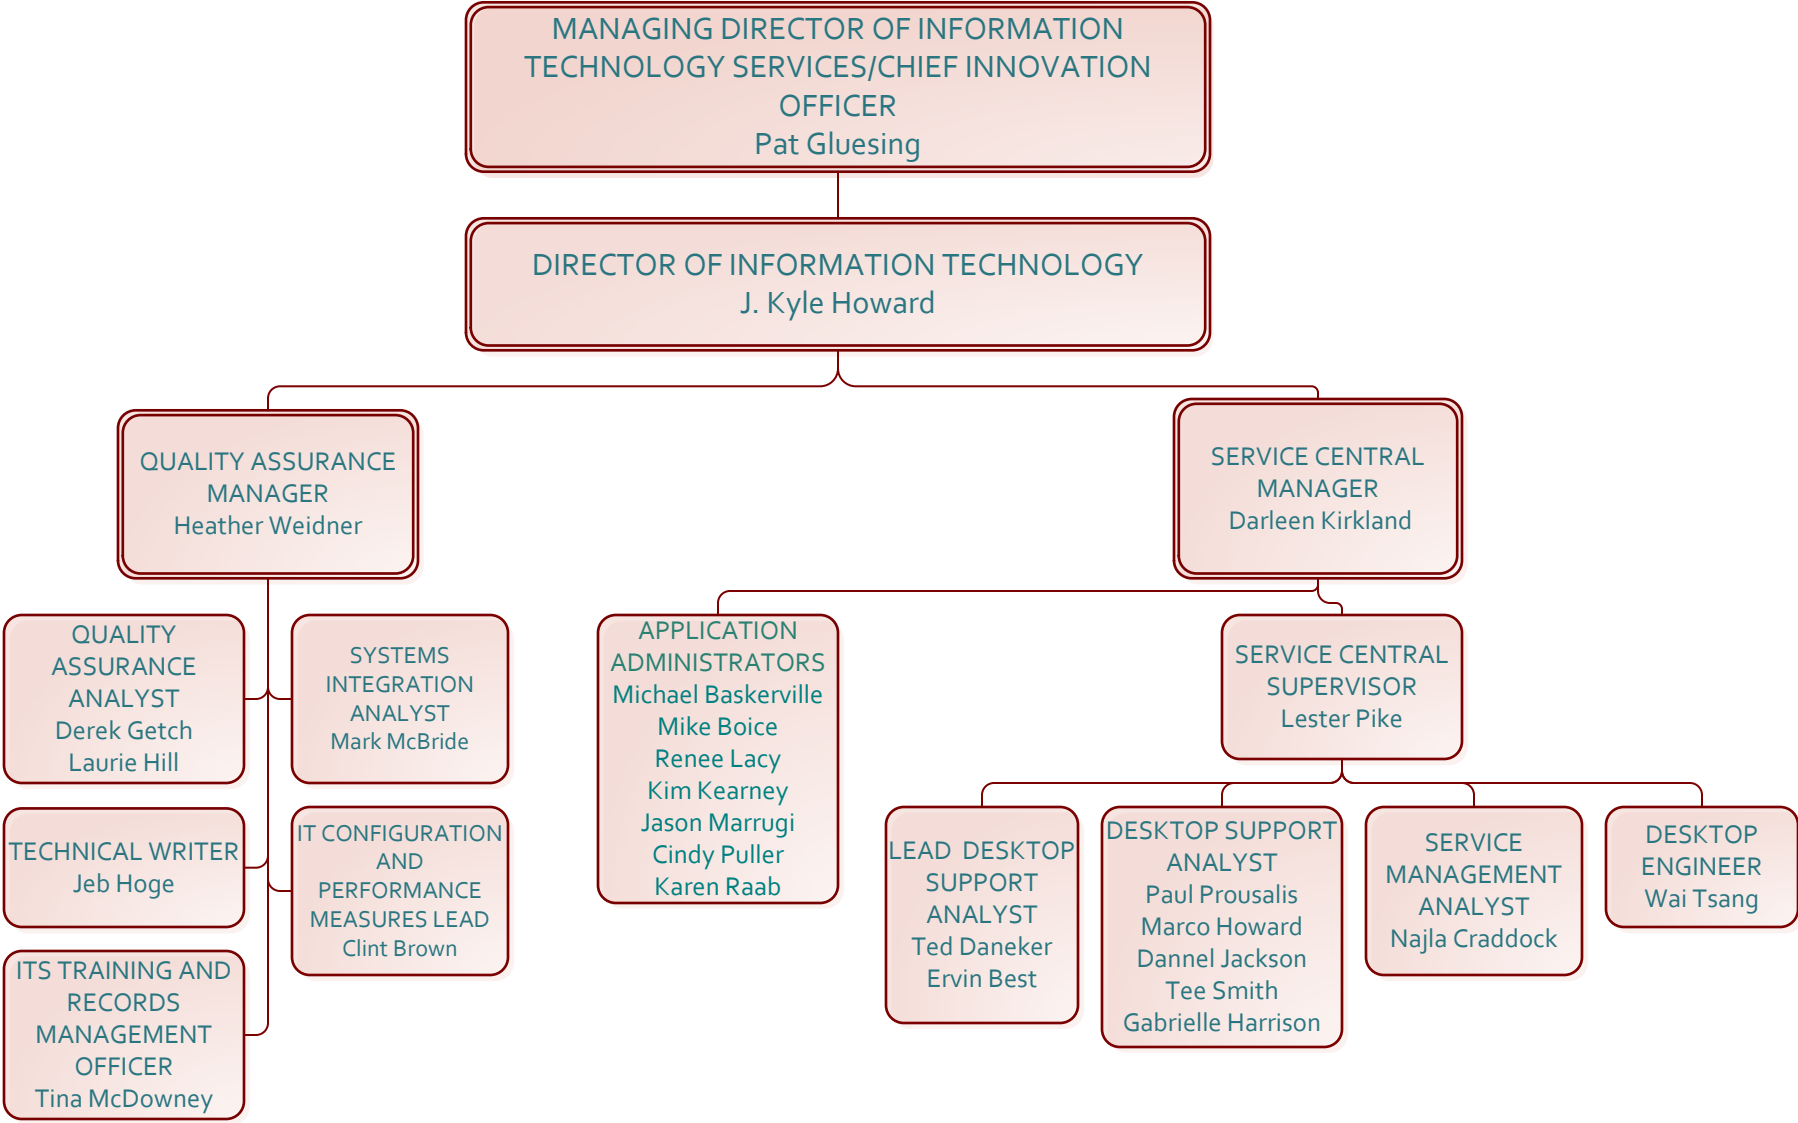 MANAGING DIRECTOR OF INFORMATION
TECHNOLOGY SERVICES/CHIEF INNOVATION
OFFICER
Pat Gluesing
DIRECTOR OF INFORMATION TECHNOLOGY
J. Kyle Howard
QUALITY ASSURANCE
MANAGER
Heather Weidner
SERVICE CENTRAL
MANAGER
Darleen Kirkland
QUALITY
ASSURANCE
ANALYST
Derek Getch
Laurie Hill
SYSTEMS
INTEGRATION
ANALYST
Mark McBride
TECHNICAL WRITER
Jeb Hoge
IT CONFIGURATION
AND
PERFORMANCE
MEASURES LEAD
Clint Brown
ITS TRAINING AND
RECORDS
MANAGEMENT
OFFICER
Tina McDowney
APPLICATION
ADMINISTRATORS
Michael Baskerville
Mike Boice
Renee Lacy
Kim Kearney
Jason Marrugi
Cindy Puller
Karen Raab
SERVICE CENTRAL
SUPERVISOR
Lester Pike
LEAD DESKTOP
SUPPORT
ANALYST
Ted Daneker
Ervin Best
DESKTOP SUPPORT
ANALYST
Paul Prousalis
Marco Howard
Dannel Jackson
Tee Smith
Gabrielle Harrison
SERVICE
MANAGEMENT
ANALYST
Najla Craddock
DESKTOP
ENGINEER
Wai Tsang